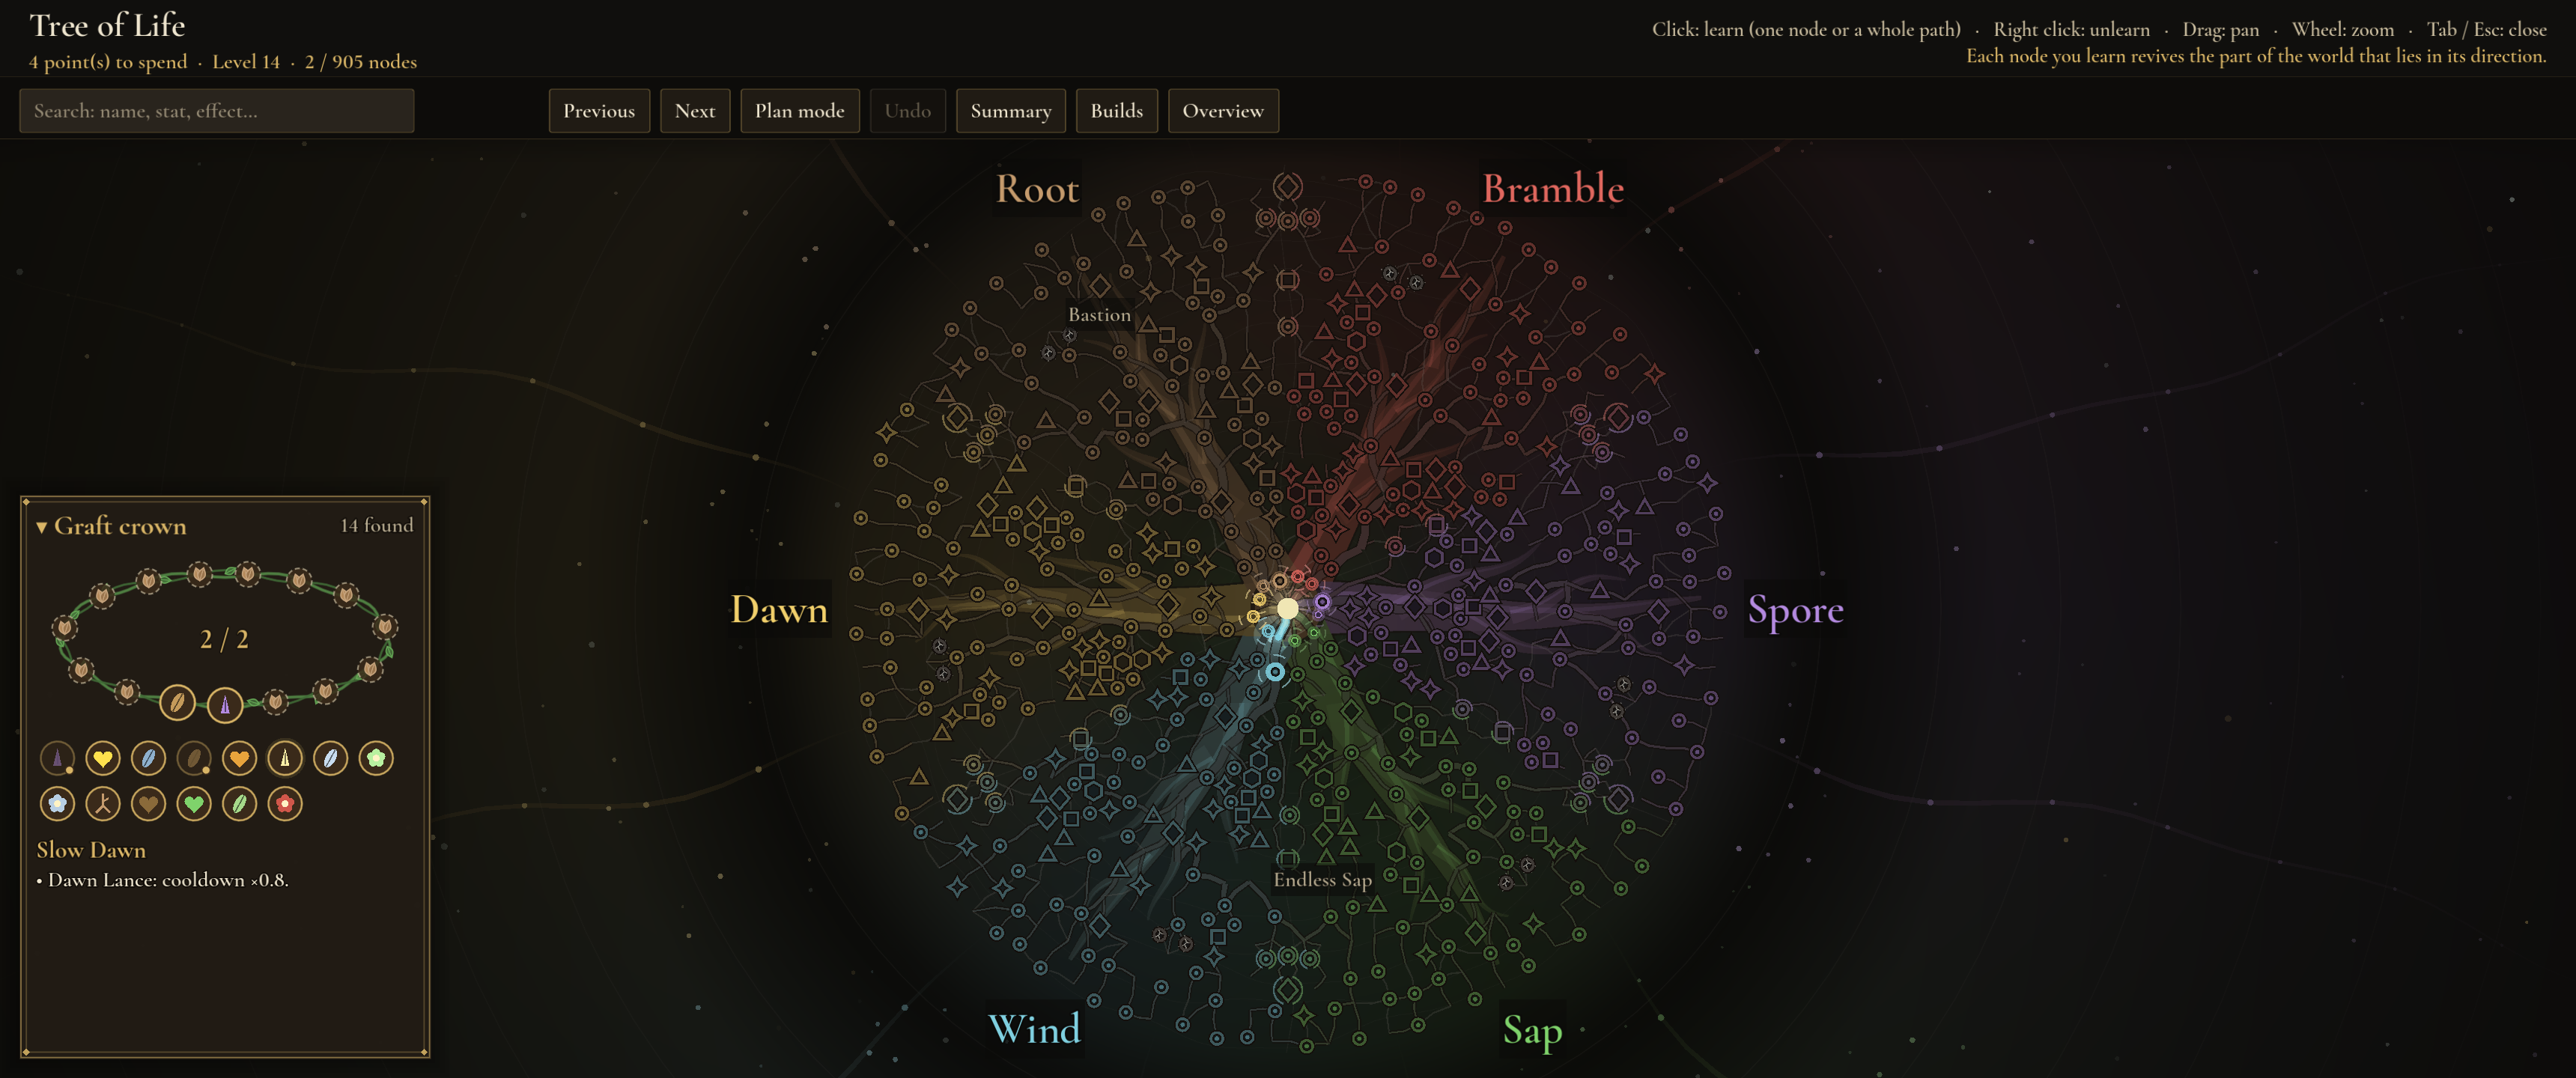 Tree of Life
4 point(s) to spend · Level 14 · 2 / 905 nodes
Click: learn (one node or a whole path) · Right click: unlearn · Drag: pan · Wheel: zoom · Tab / Esc: close
Each node you learn revives the part of the world that lies in its direction.
Search: name, stat, effect...
Previous
Next
Plan mode
Undo
Summary
Builds
Overview
Root
Bramble
Bastion
Dawn
Spore
Endless Sap
Wind
Sap
▾ Graft crown
14 found
2 / 2
Slow Dawn
• Dawn Lance: cooldown ×0.8.